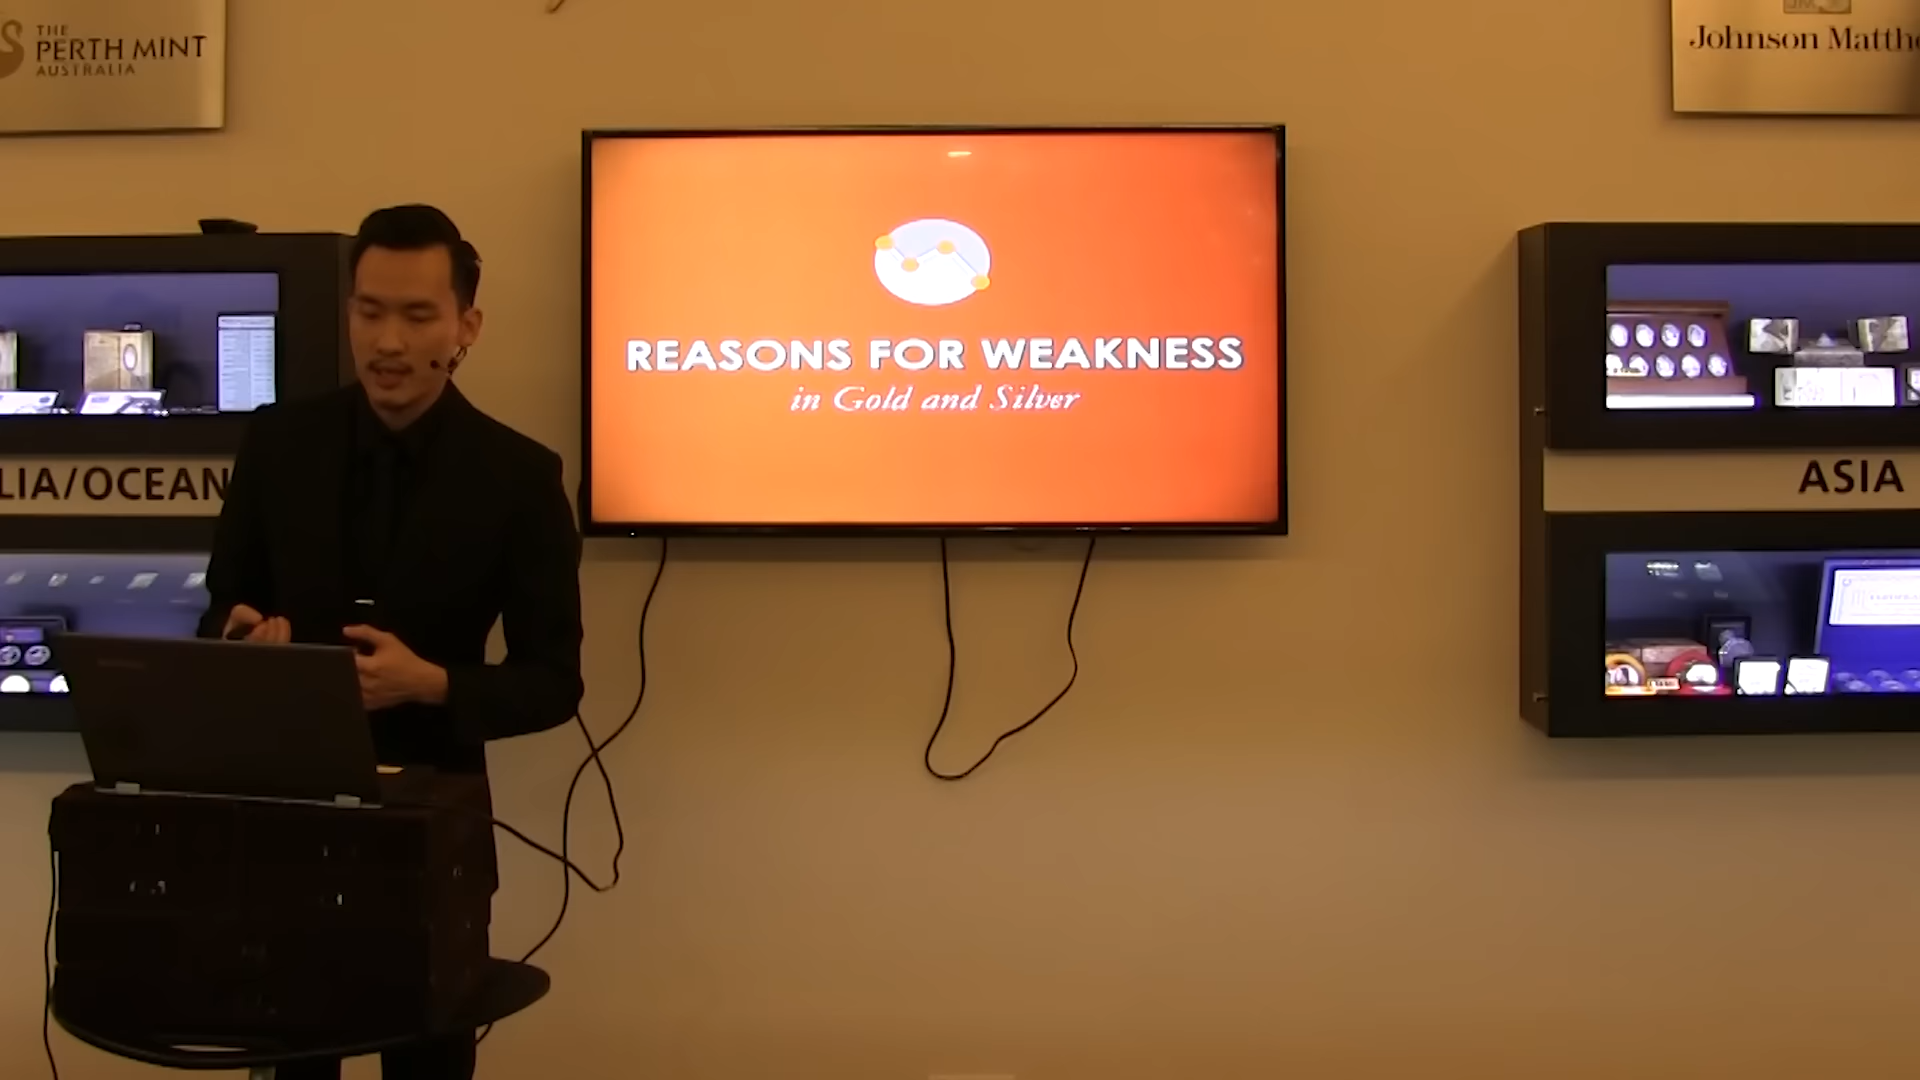 THE
PERTH MINT
AUSTRALIA
Johnson Matthe
REASONS FOR WEAKNESS
in Gold and Silver
LIA/OCEAN
ASIA